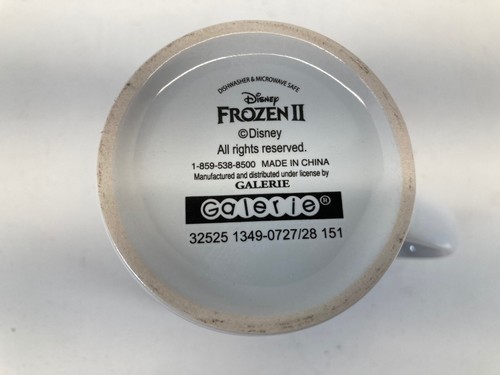 DISHWASHER & MICROWAVE SAFE
Disney
FROZEN II
©Disney
All rights reserved.
1-859-538-8500 MADE IN CHINA
Manufactured and distributed under license by
GALERIE
Galerie®
32525 1349-0727/28 151